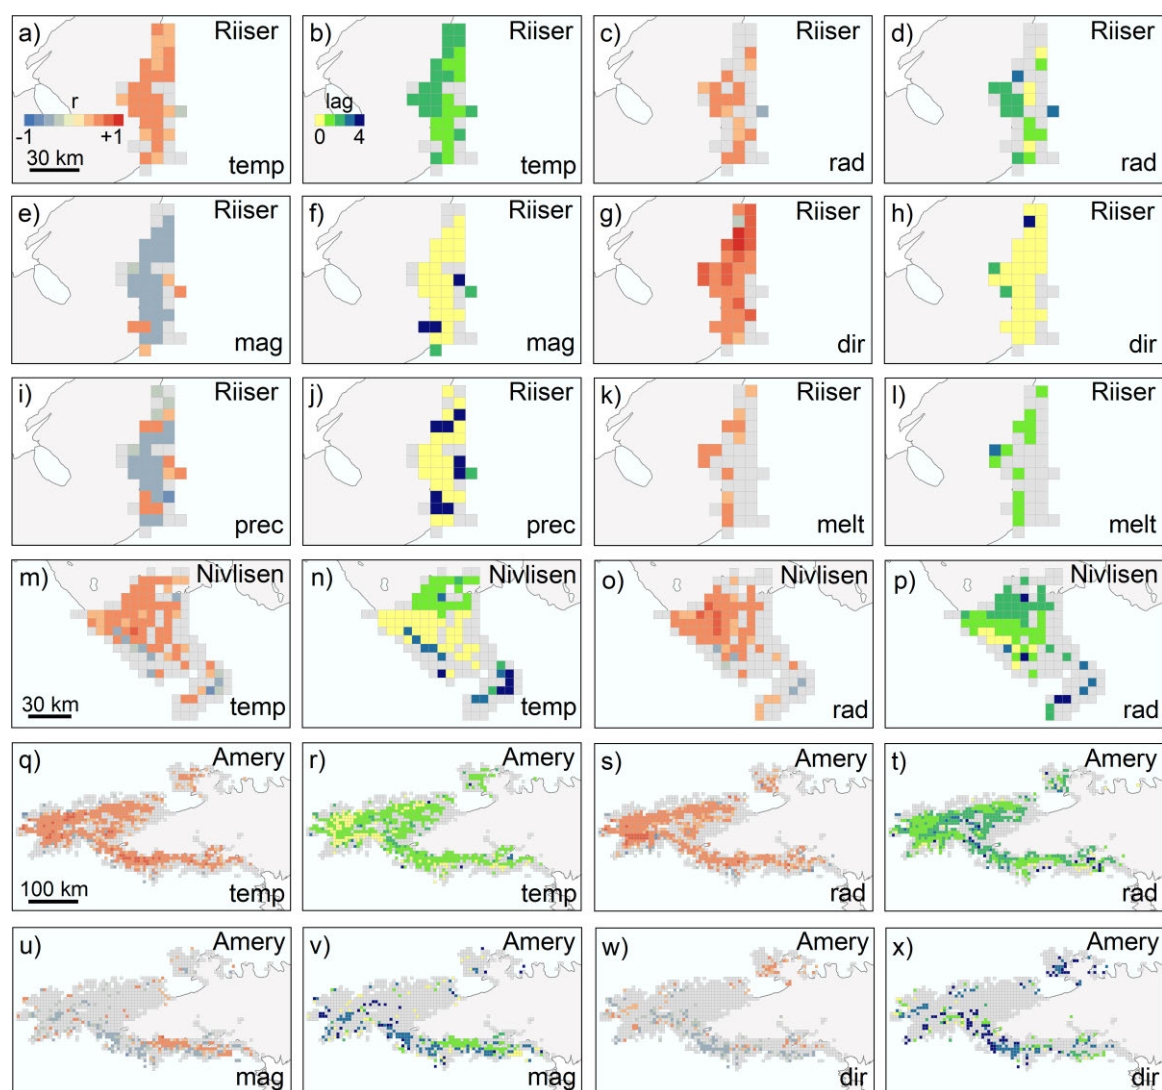 a) Riiser
r
-1 +1
30 km
temp
b) Riiser
lag
0 4
temp
c) Riiser
rad
d) Riiser
rad
e) Riiser
mag
f) Riiser
mag
g) Riiser
dir
h) Riiser
dir
i) Riiser
prec
j) Riiser
prec
k) Riiser
melt
l) Riiser
melt
m) Nivlisen
30 km
temp
n) Nivlisen
temp
o) Nivlisen
rad
p) Nivlisen
rad
q) Amery
100 km
temp
r) Amery
temp
s) Amery
rad
t) Amery
rad
u) Amery
mag
v) Amery
mag
w) Amery
dir
x) Amery
dir